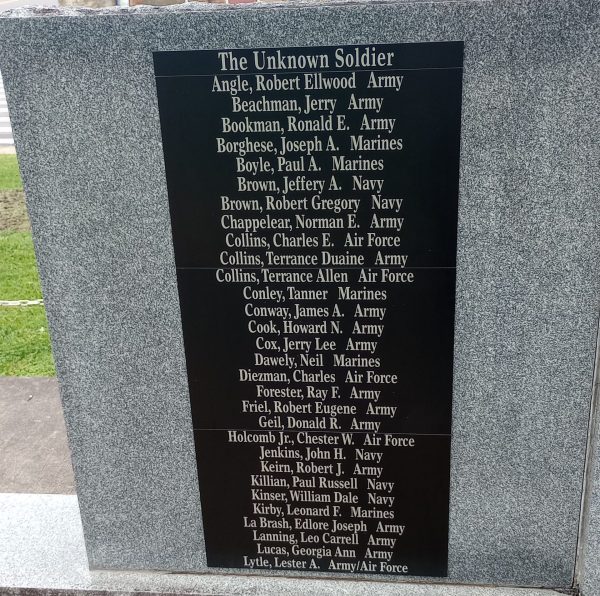 The Unknown Soldier
Angle, Robert Ellwood Army
Beachman, Jerry Army
Bookman, Ronald E. Army
Borghese, Joseph A. Marines
Boyle, Paul A. Marines
Brown, Jeffery A. Navy
Brown, Robert Gregory Navy
Chappelear, Norman E. Army
Collins, Charles E. Air Force
Collins, Terrance Duaine Army
Collins, Terrance Allen Air Force
Conley, Tanner Marines
Conway, James A. Army
Cook, Howard N. Army
Cox, Jerry Lee Army
Dawely, Neil Marines
Diezman, Charles Air Force
Forester, Ray F. Army
Friel, Robert Eugene Army
Geil, Donald R. Army
Holcomb Jr., Chester W. Air Force
Jenkins, John H. Navy
Keirn, Robert J. Army
Killian, Paul Russell Navy
Kinser, William Dale Navy
Kirby, Leonard F. Marines
La Brash, Edlore Joseph Army
Lanning, Leo Carrell Army
Lucas, Georgia Ann Army
Lytle, Lester A. Army/Air Force